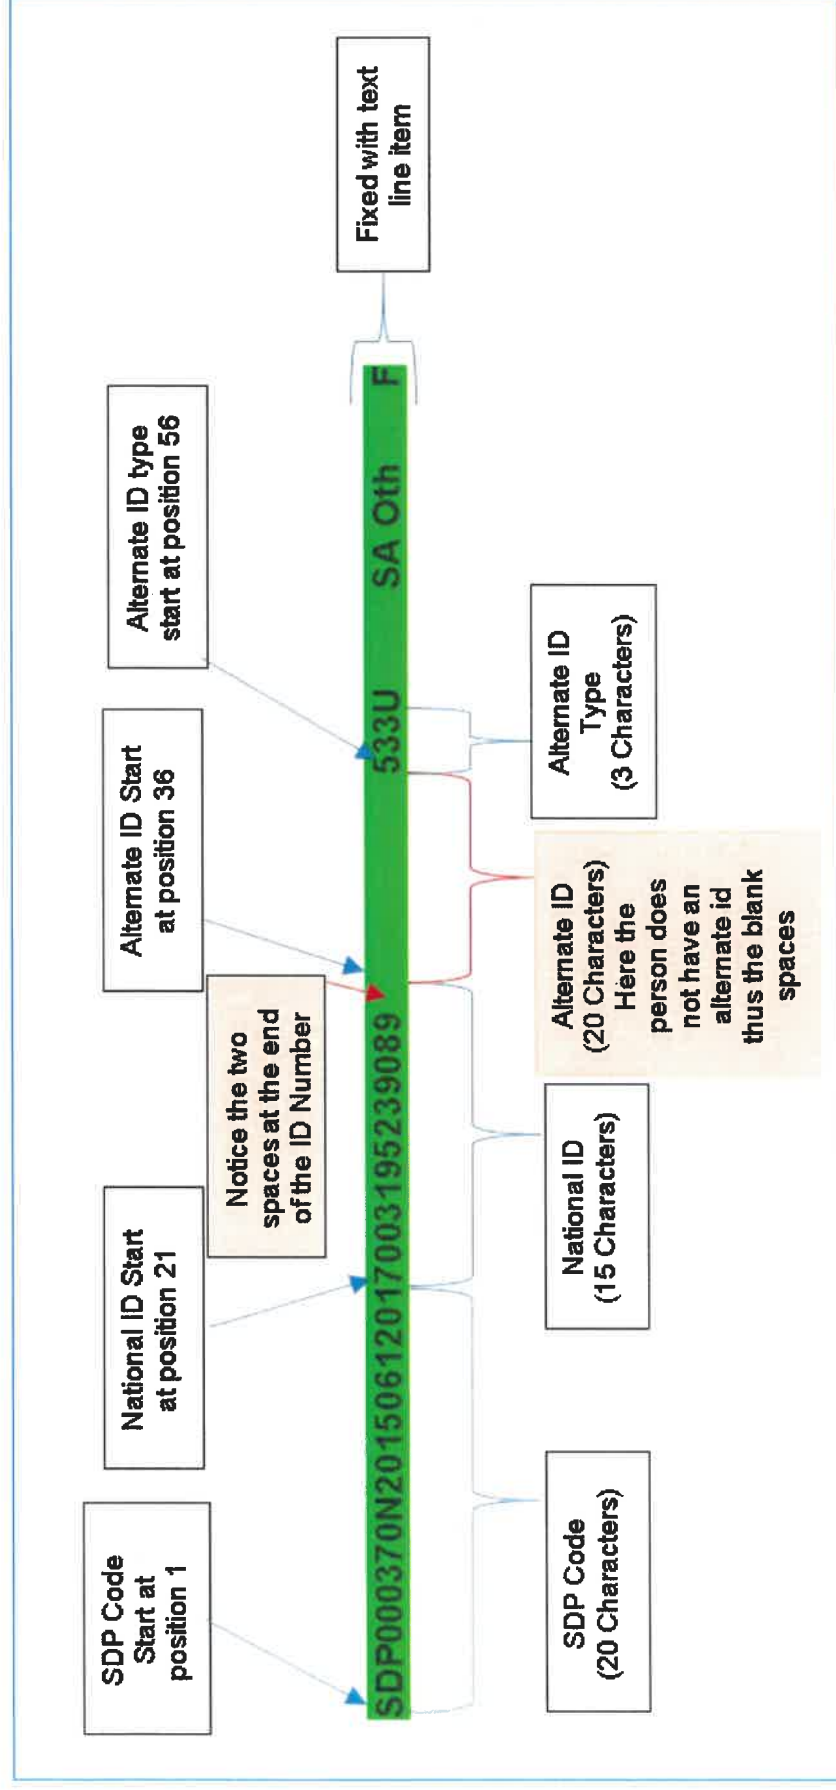 SDP Code
Start at
position 1
National ID Start
at position 21
Notice the two
spaces at the end
of the ID Number
Alternate ID Start
at position 36
Alternate ID type
start at position 56
SDP000370N20150612017003195239089 533U SA Oth F
Fixed with text
line item
SDP Code
(20 Characters)
National ID
(15 Characters)
Alternate ID
(20 Characters)
Here the
person does
not have an
alternate id
thus the blank
spaces
Alternate ID
Type
(3 Characters)